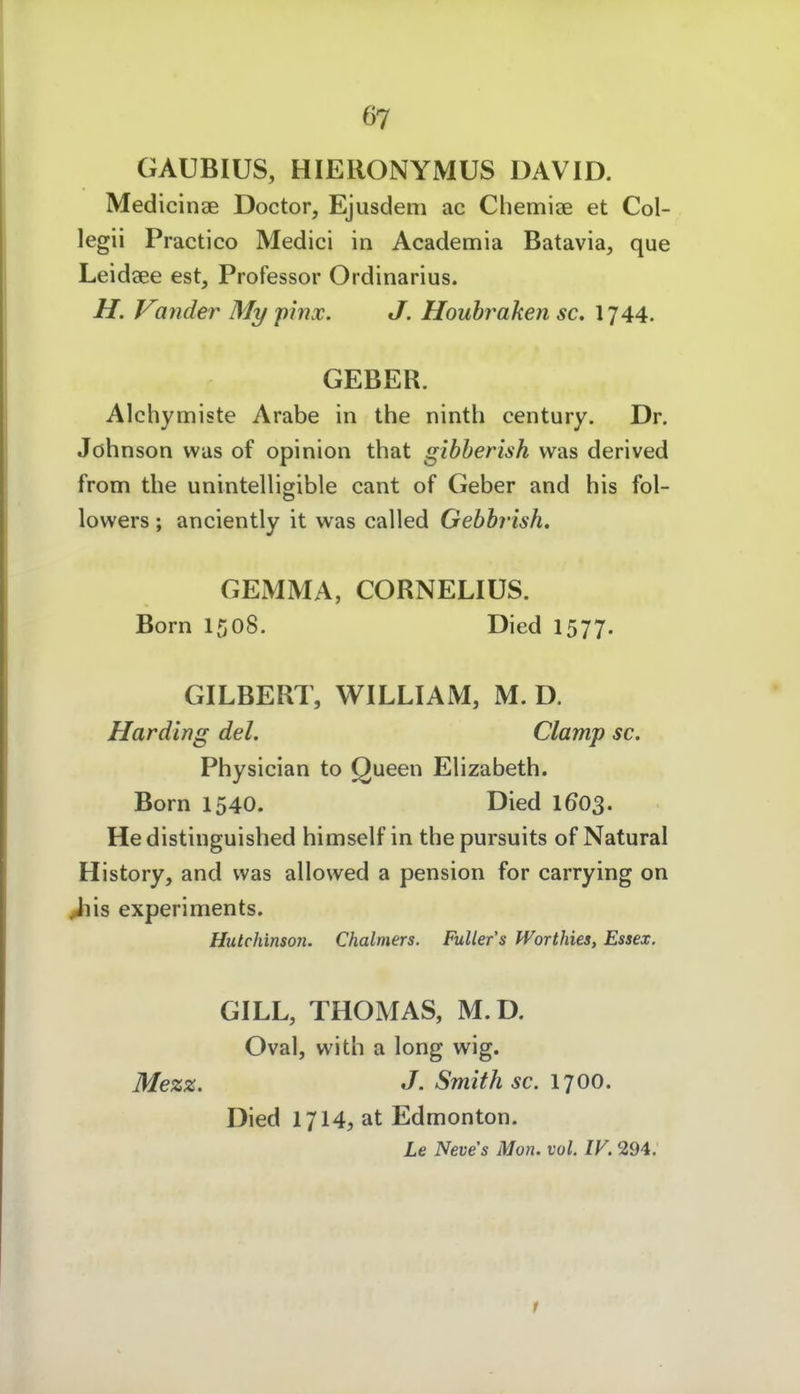 67
GAUBIUS, HIERONYMUS DAVID.
Medicinæ Doctor, Ejusdem ac Chemiæ et Col-
legii Practico Medici in Academia Batavia, que
Leidæe est, Professor Ordinarius.
H. Vander My pinx. J. Houbraken sc. 1744.
GEBER.
Alchymiste Arabe in the ninth century. Dr.
Johnson was of opinion that gibberish was derived
from the unintelligible cant of Geber and his fol-
lowers; anciently it was called Gebbrish.
GEMMA, CORNELIUS.
Born 1508. Died 1577.
GILBERT, WILLIAM, M. D.
Harding del. Clamp sc.
Physician to Queen Elizabeth.
Born 1540. Died 1603.
He distinguished himself in the pursuits of Natural
History, and was allowed a pension for carrying on
his experiments.
Hutchinson. Chalmers. Fuller's Worthies, Essex.
GILL, THOMAS, M. D.
Oval, with a long wig.
Mezz. J. Smith sc. 1700.
Died 1714, at Edmonton.
Le Neve's Mon. vol. IV. 294.